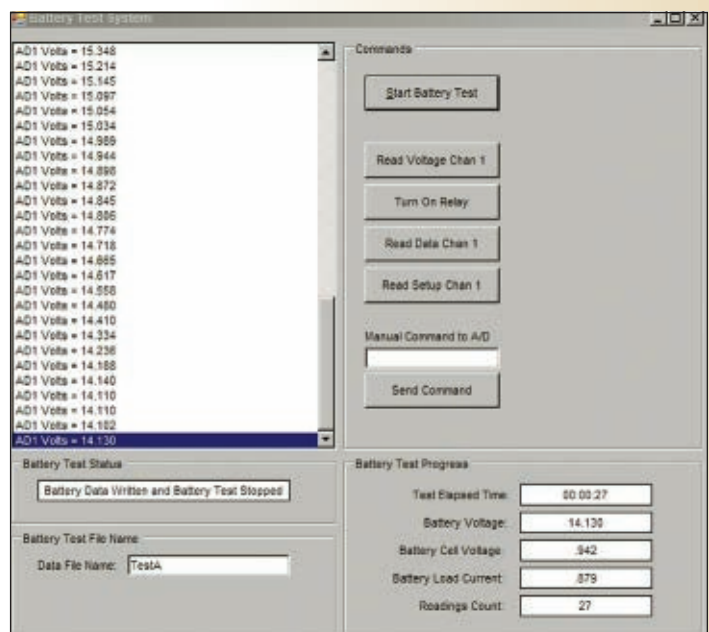 Battery Test System
AD1 Volts = 15.348
AD1 Volts = 15.214
AD1 Volts = 15.145
AD1 Volts = 15.097
AD1 Volts = 15.054
AD1 Volts = 15.034
AD1 Volts = 14.989
AD1 Volts = 14.944
AD1 Volts = 14.898
AD1 Volts = 14.872
AD1 Volts = 14.845
AD1 Volts = 14.806
AD1 Volts = 14.774
AD1 Volts = 14.718
AD1 Volts = 14.665
AD1 Volts = 14.617
AD1 Volts = 14.558
AD1 Volts = 14.480
AD1 Volts = 14.410
AD1 Volts = 14.334
AD1 Volts = 14.236
AD1 Volts = 14.188
AD1 Volts = 14.140
AD1 Volts = 14.110
AD1 Volts = 14.110
AD1 Volts = 14.102
AD1 Volts = 14.130
Commands
Start Battery Test
Read Voltage Chan 1
Turn On Relay
Read Data Chan 1
Read Setup Chan 1
Manual Command to A/D
Send Command
Battery Test Status
Battery Data Written and Battery Test Stopped
Battery Test File Name
Data File Name: TestA
Battery Test Progress
Test Elapsed Time: 00:00:27
Battery Voltage: 14.130
Battery Cell Voltage: .942
Battery Load Current: .879
Readings Count: 27